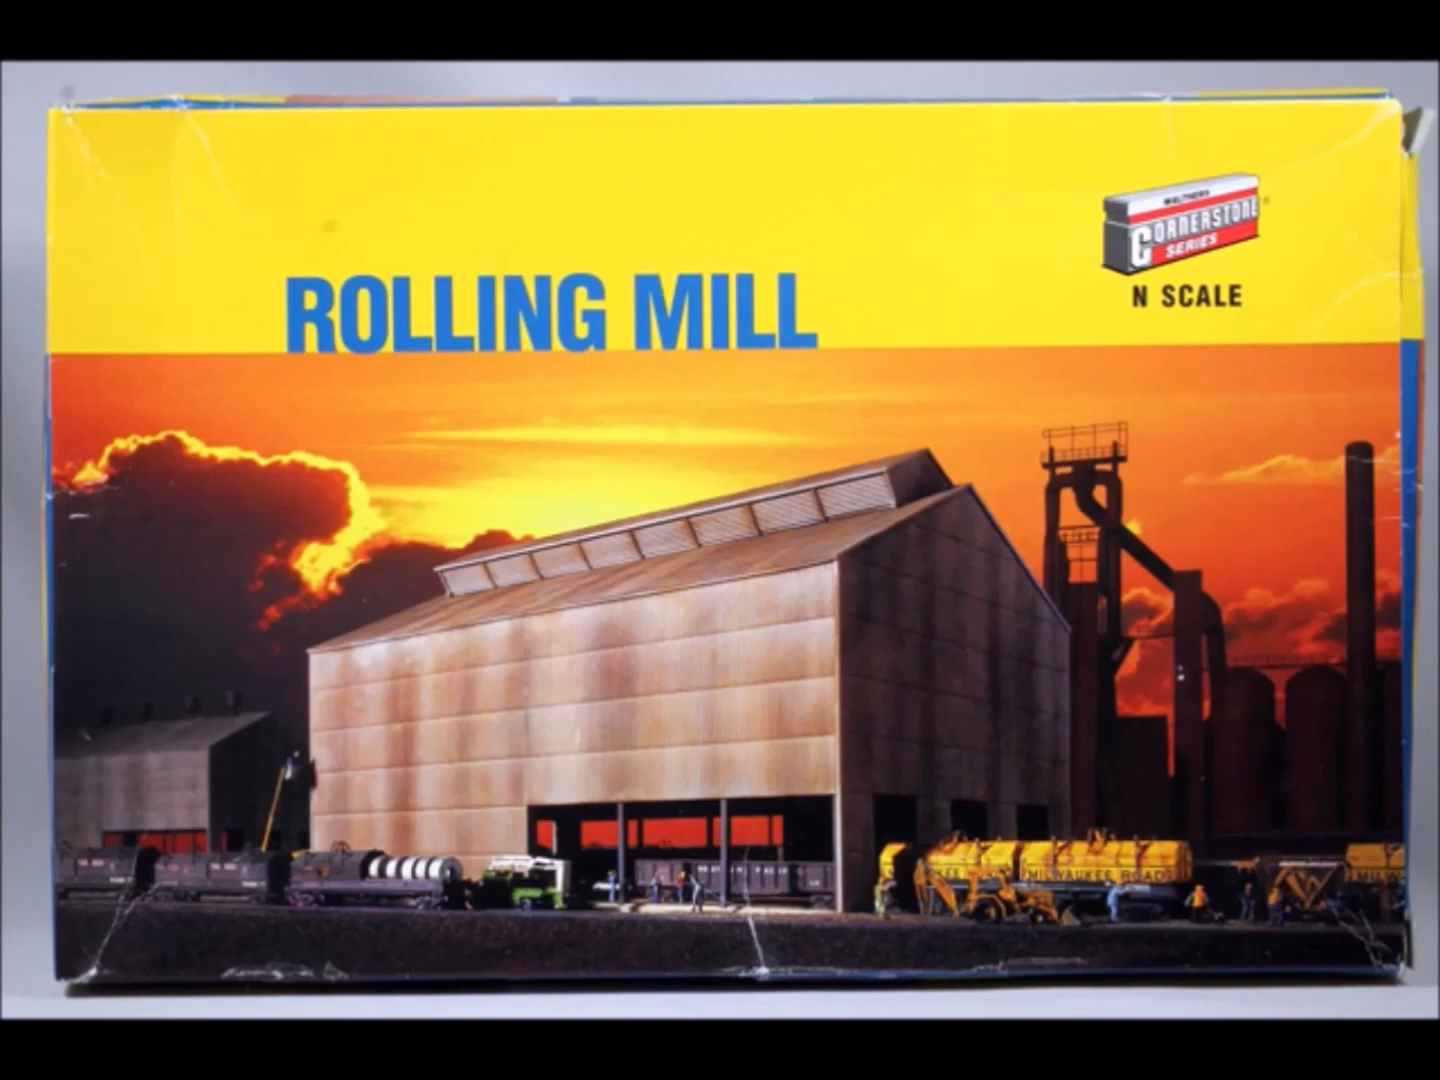 WALTHERS
CORNERSTONE
SERIES
®
N SCALE
ROLLING MILL
MILWAUKEE ROAD